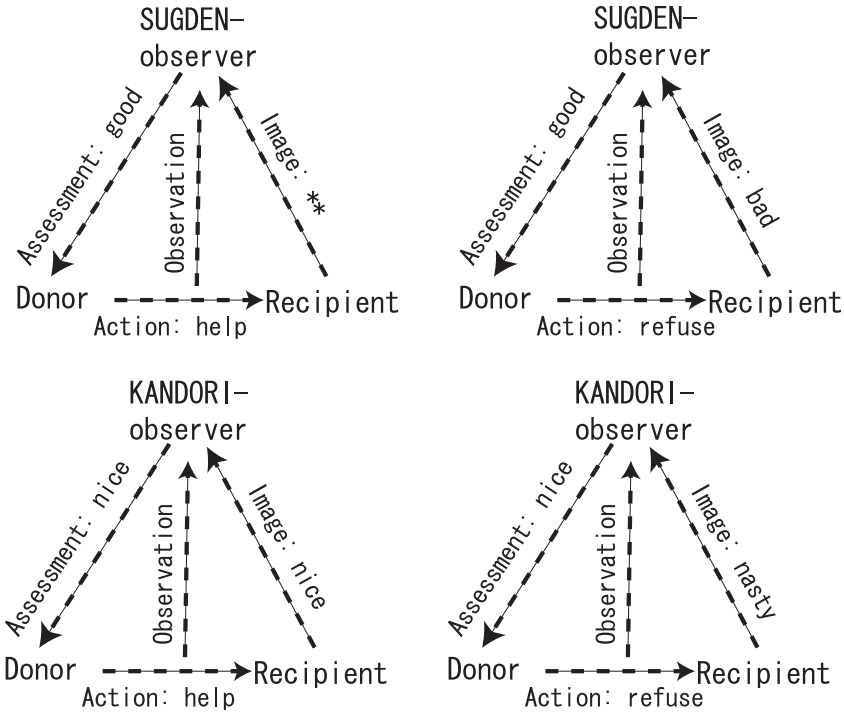 SUGDEN-
observer
Assessment: good
Observation
Image: **
Donor
Recipient
Action: help
SUGDEN-
observer
Assessment: good
Observation
Image: bad
Donor
Recipient
Action: refuse
KANDORI-
observer
Assessment: nice
Observation
Image: nice
Donor
Recipient
Action: help
KANDORI-
observer
Assessment: nice
Observation
Image: nasty
Donor
Recipient
Action: refuse